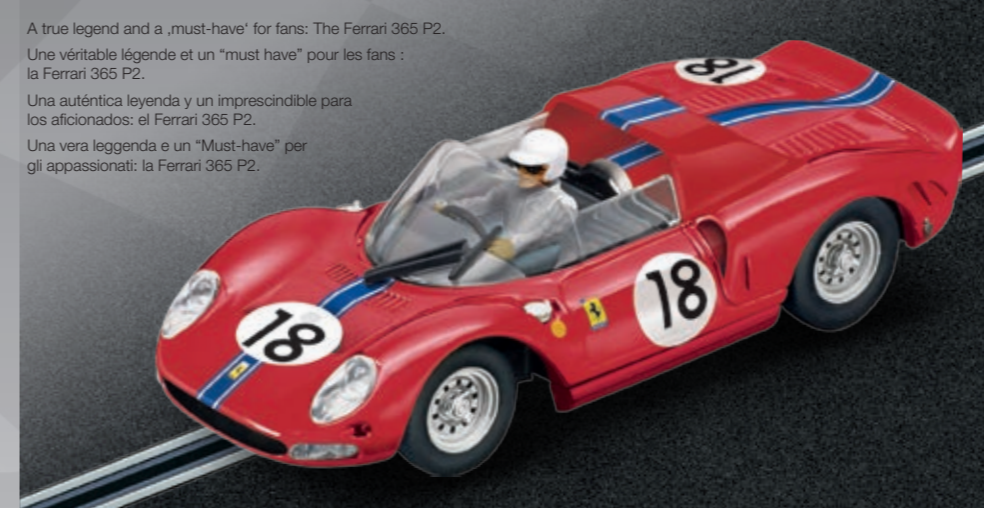 A true legend and a ‚must-have‘ for fans: The Ferrari 365 P2.
Une véritable légende et un “must have” pour les fans :
la Ferrari 365 P2.
Una auténtica leyenda y un imprescindible para
los aficionados: el Ferrari 365 P2.
Una vera leggenda e un “Must-have” per
gli appassionati: la Ferrari 365 P2.
18
18
18